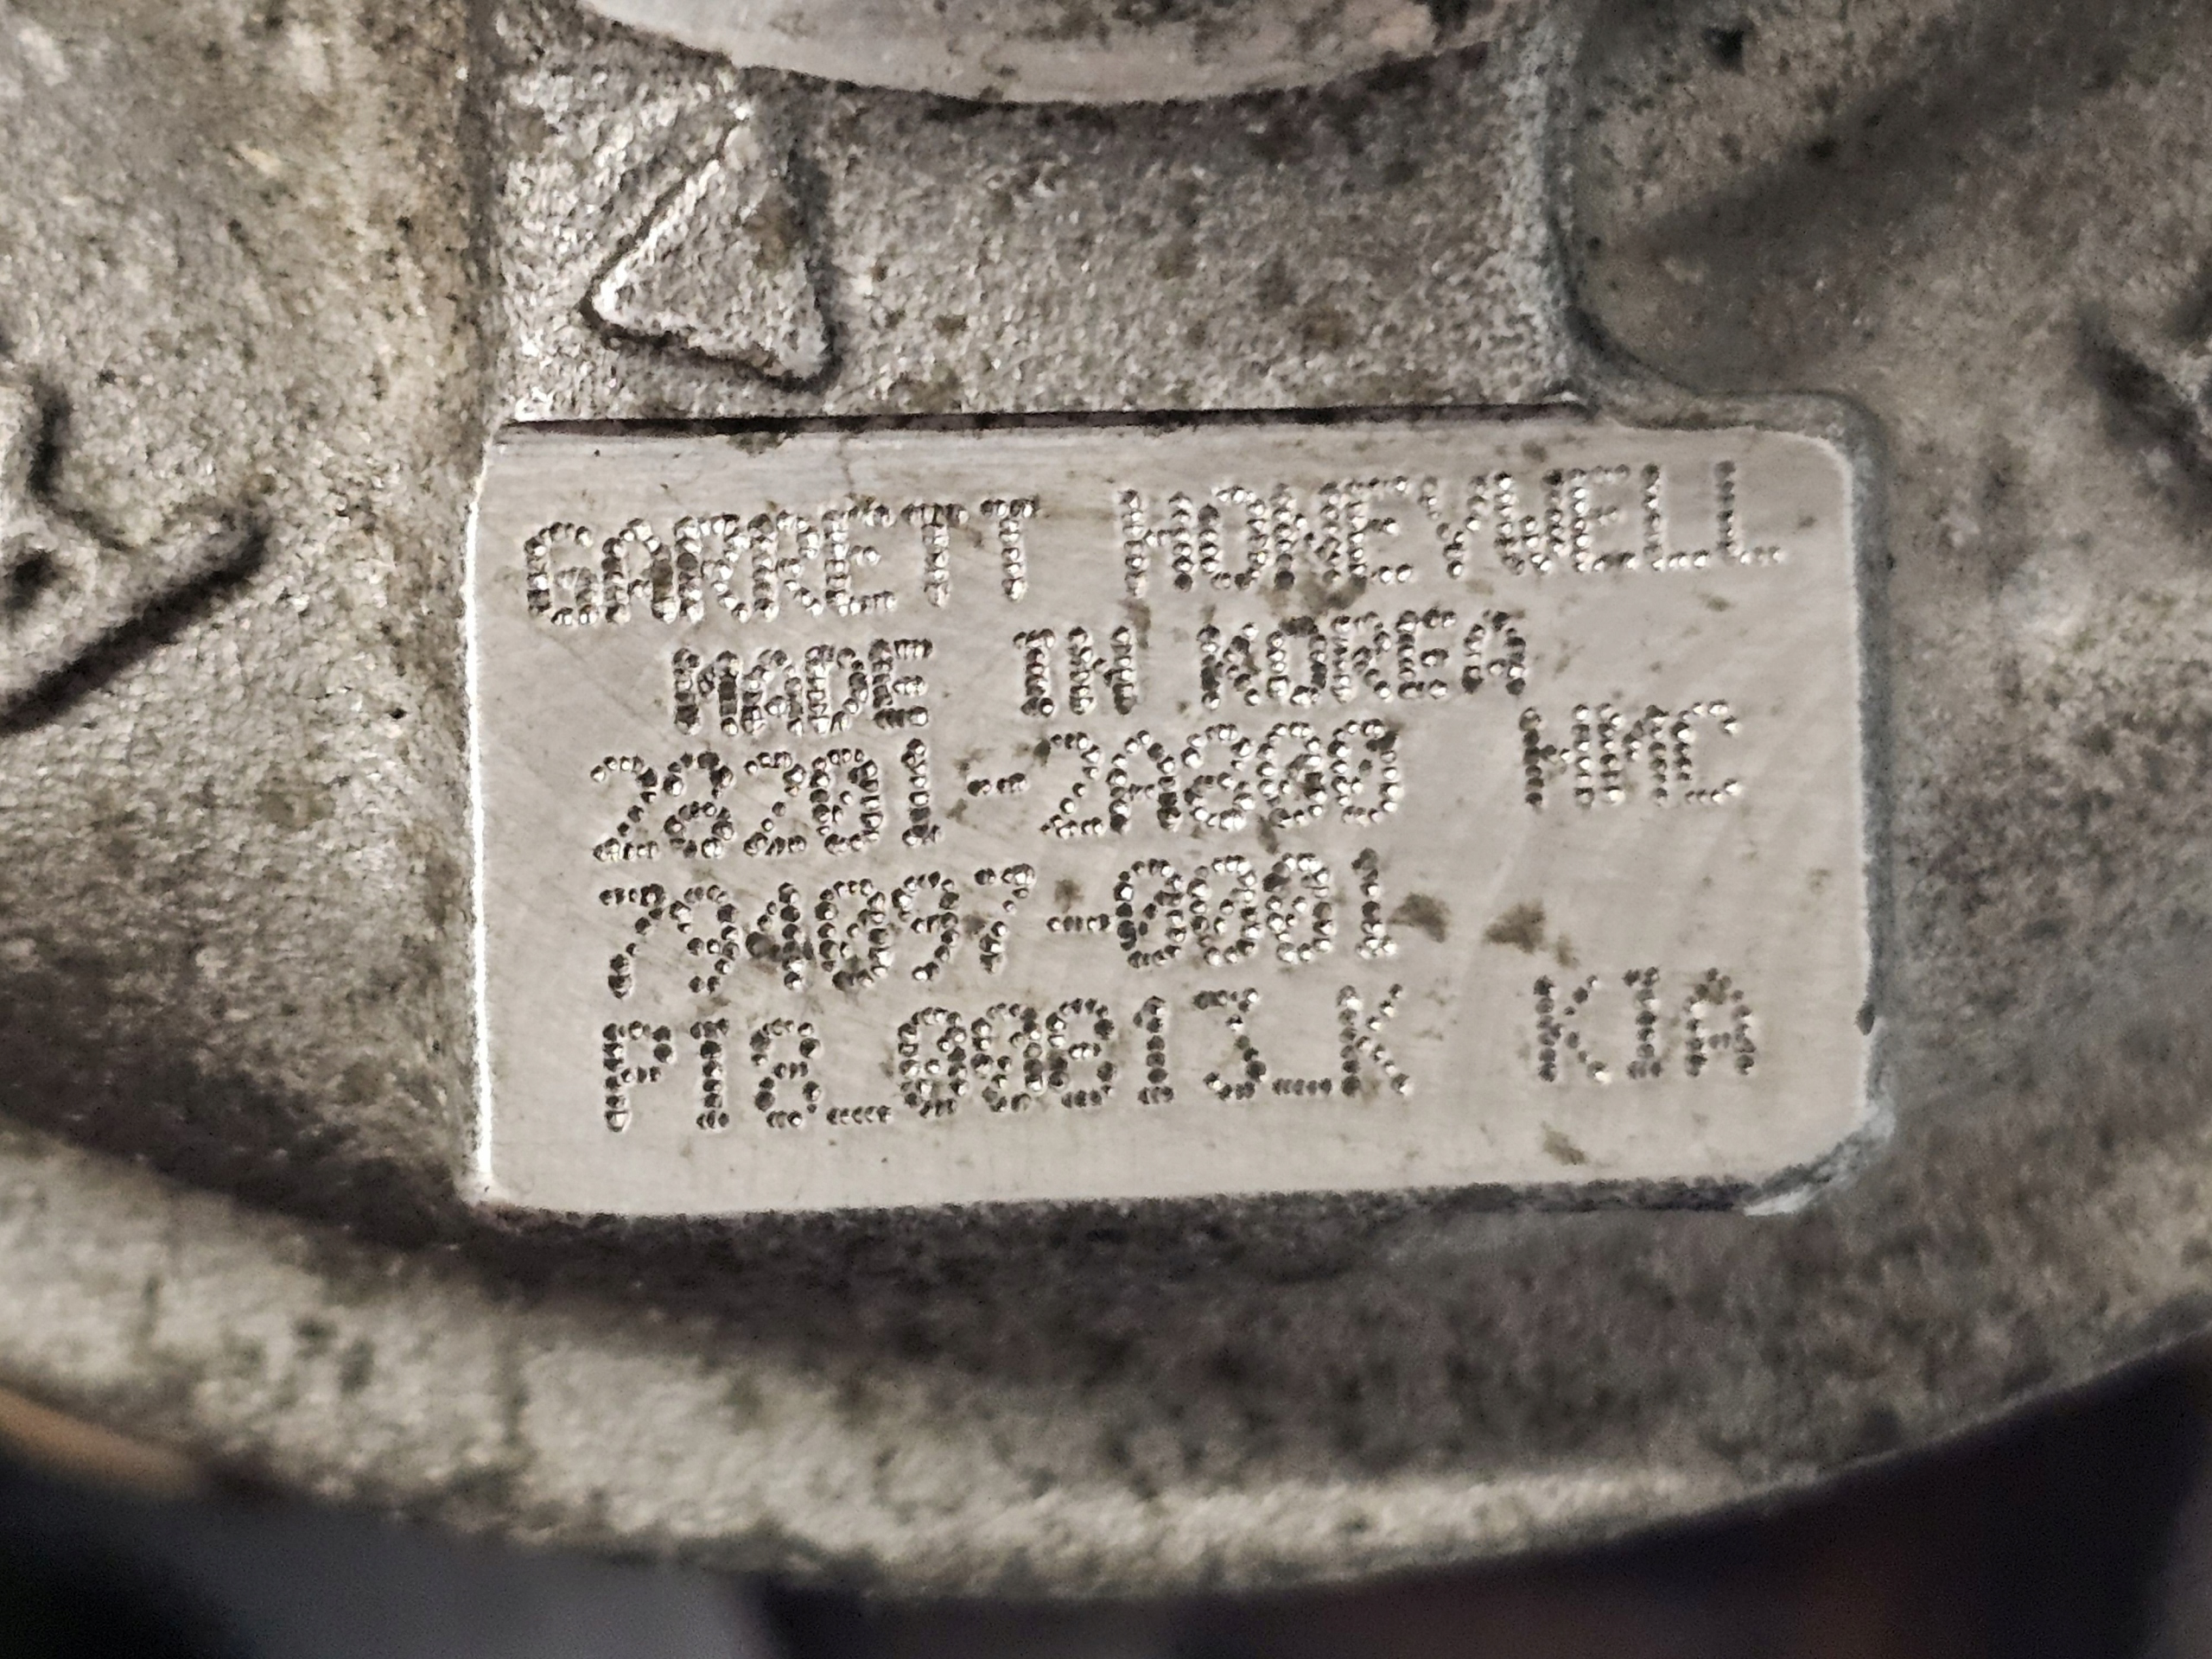 GARRETT HONEYWELL
MADE IN KOREA
28201-2A800 HMC
794097-0001
P18_00813_K KIA